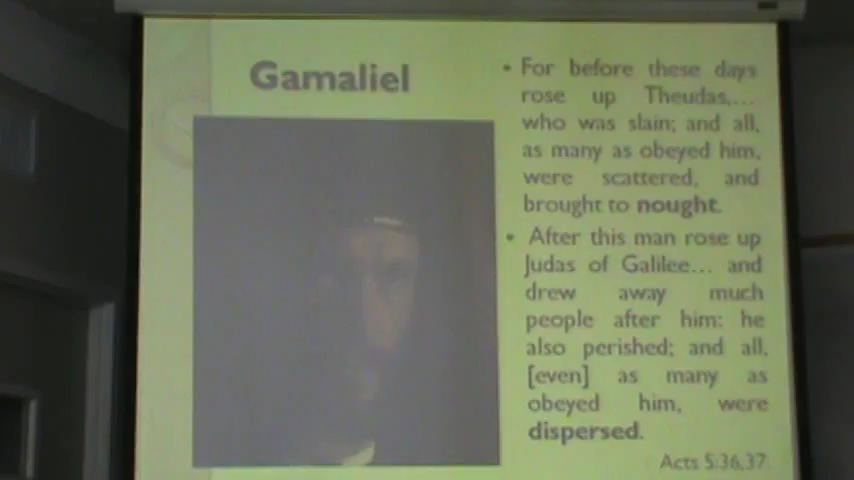 Gamaliel
• For before these days
rose up Theudas,...
who was slain; and all,
as many as obeyed him,
were scattered, and
brought to nought.
• After this man rose up
Judas of Galilee... and
drew away much
people after him: he
also perished; and all,
[even] as many as
obeyed him, were
dispersed.
Acts 5:36,37